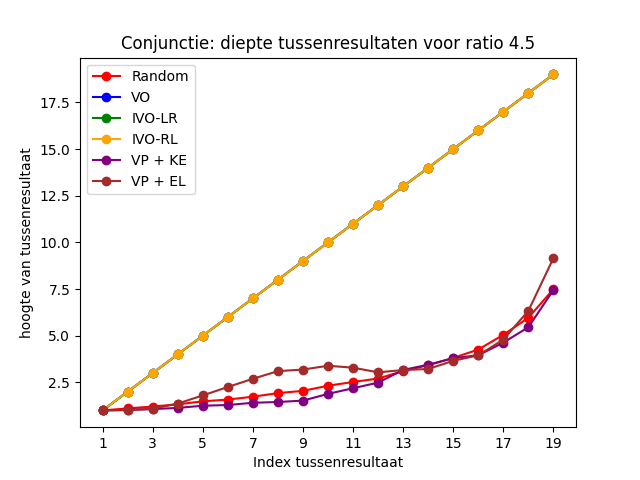 Conjunctie: diepte tussenresultaten voor ratio 4.5
hoogte van tussenresultaat
17.5
15.0
12.5
10.0
7.5
5.0
2.5
Random
VO
IVO-LR
IVO-RL
VP + KE
VP + EL
1 3 5 7 9 11 13 15 17 19
Index tussenresultaat